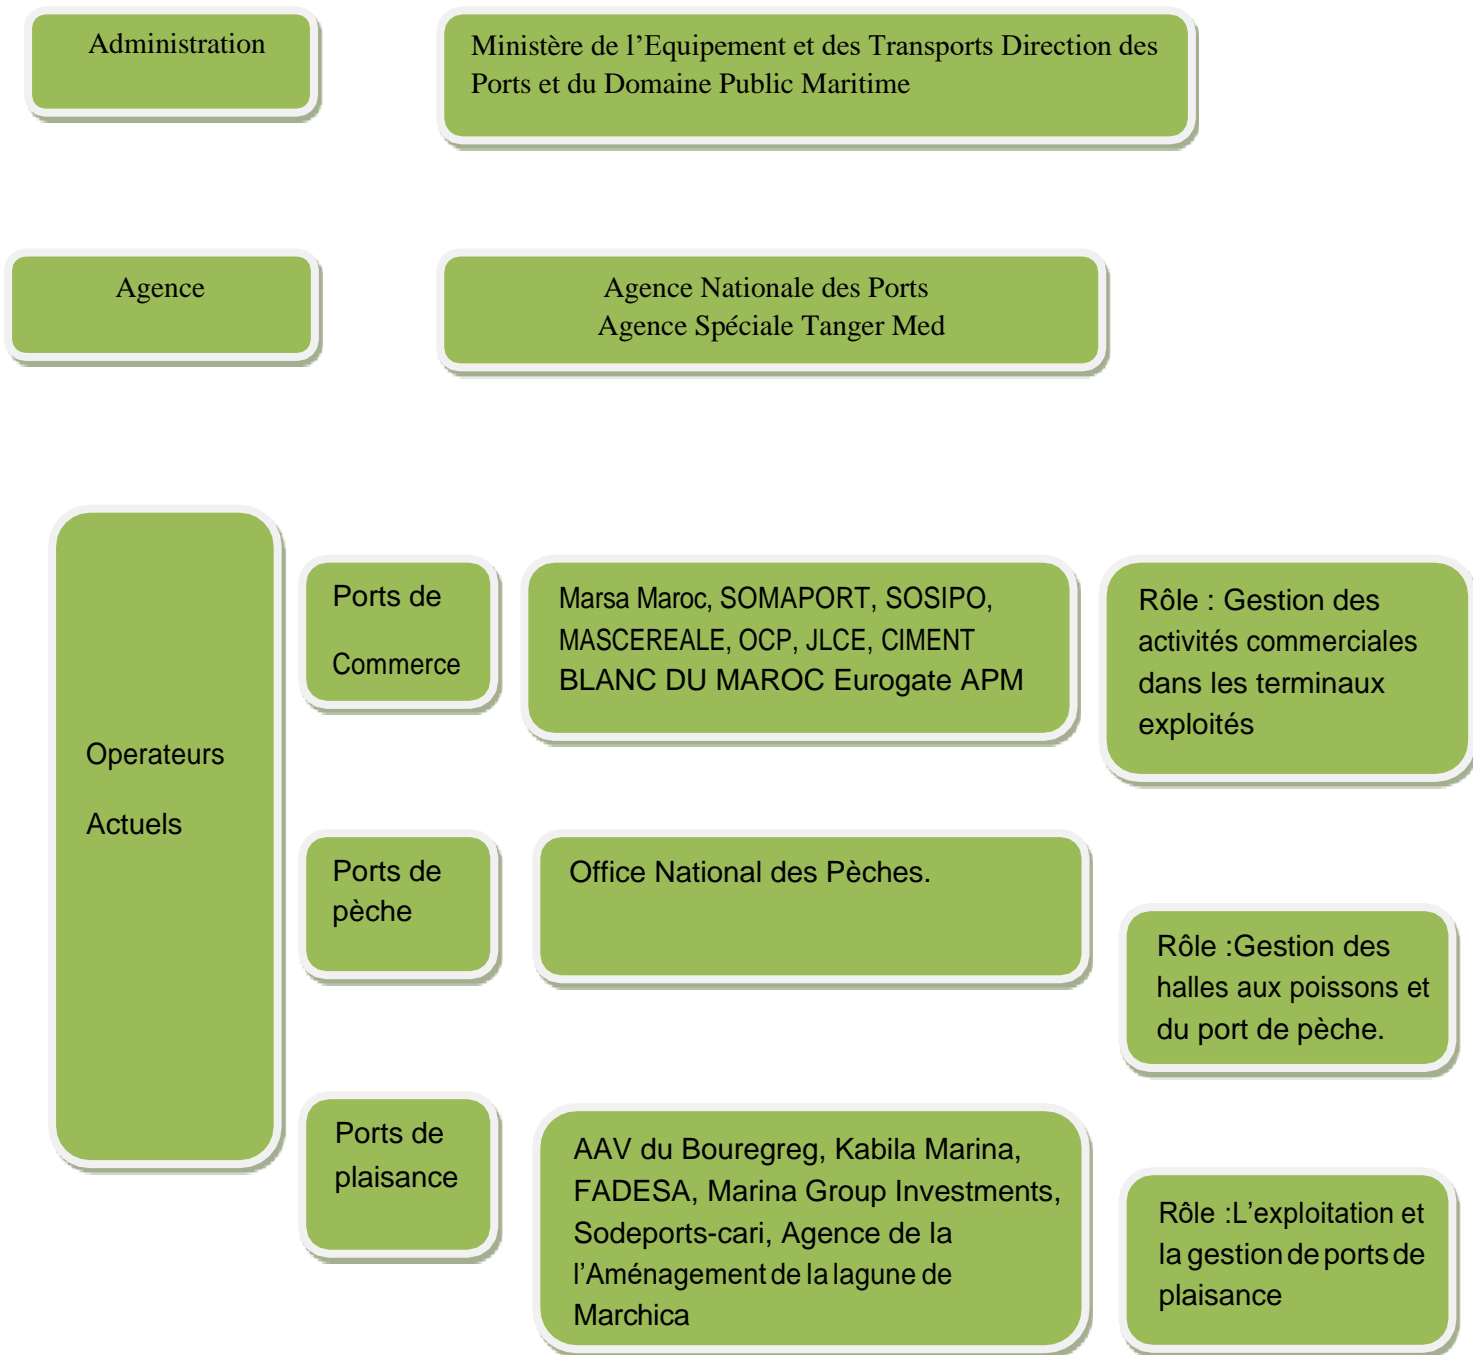 Administration
Ministère de l’Equipement et des Transports Direction des
Ports et du Domaine Public Maritime
Agence
Agence Nationale des Ports
Agence Spéciale Tanger Med
Operateurs
Actuels
Ports de
Commerce
Marsa Maroc, SOMAPORT, SOSIPO,
MASCEREALE, OCP, JLCE, CIMENT
BLANC DU MAROC Eurogate APM
Rôle : Gestion des
activités commerciales
dans les terminaux
exploités
Ports de
pèche
Office National des Pèches.
Rôle :Gestion des
halles aux poissons et
du port de pèche.
Ports de
plaisance
AAV du Bouregreg, Kabila Marina,
FADESA, Marina Group Investments,
Sodeports-cari, Agence de la
l’Aménagement de la lagune de
Marchica
Rôle :L’exploitation et
la gestion de ports de
plaisance